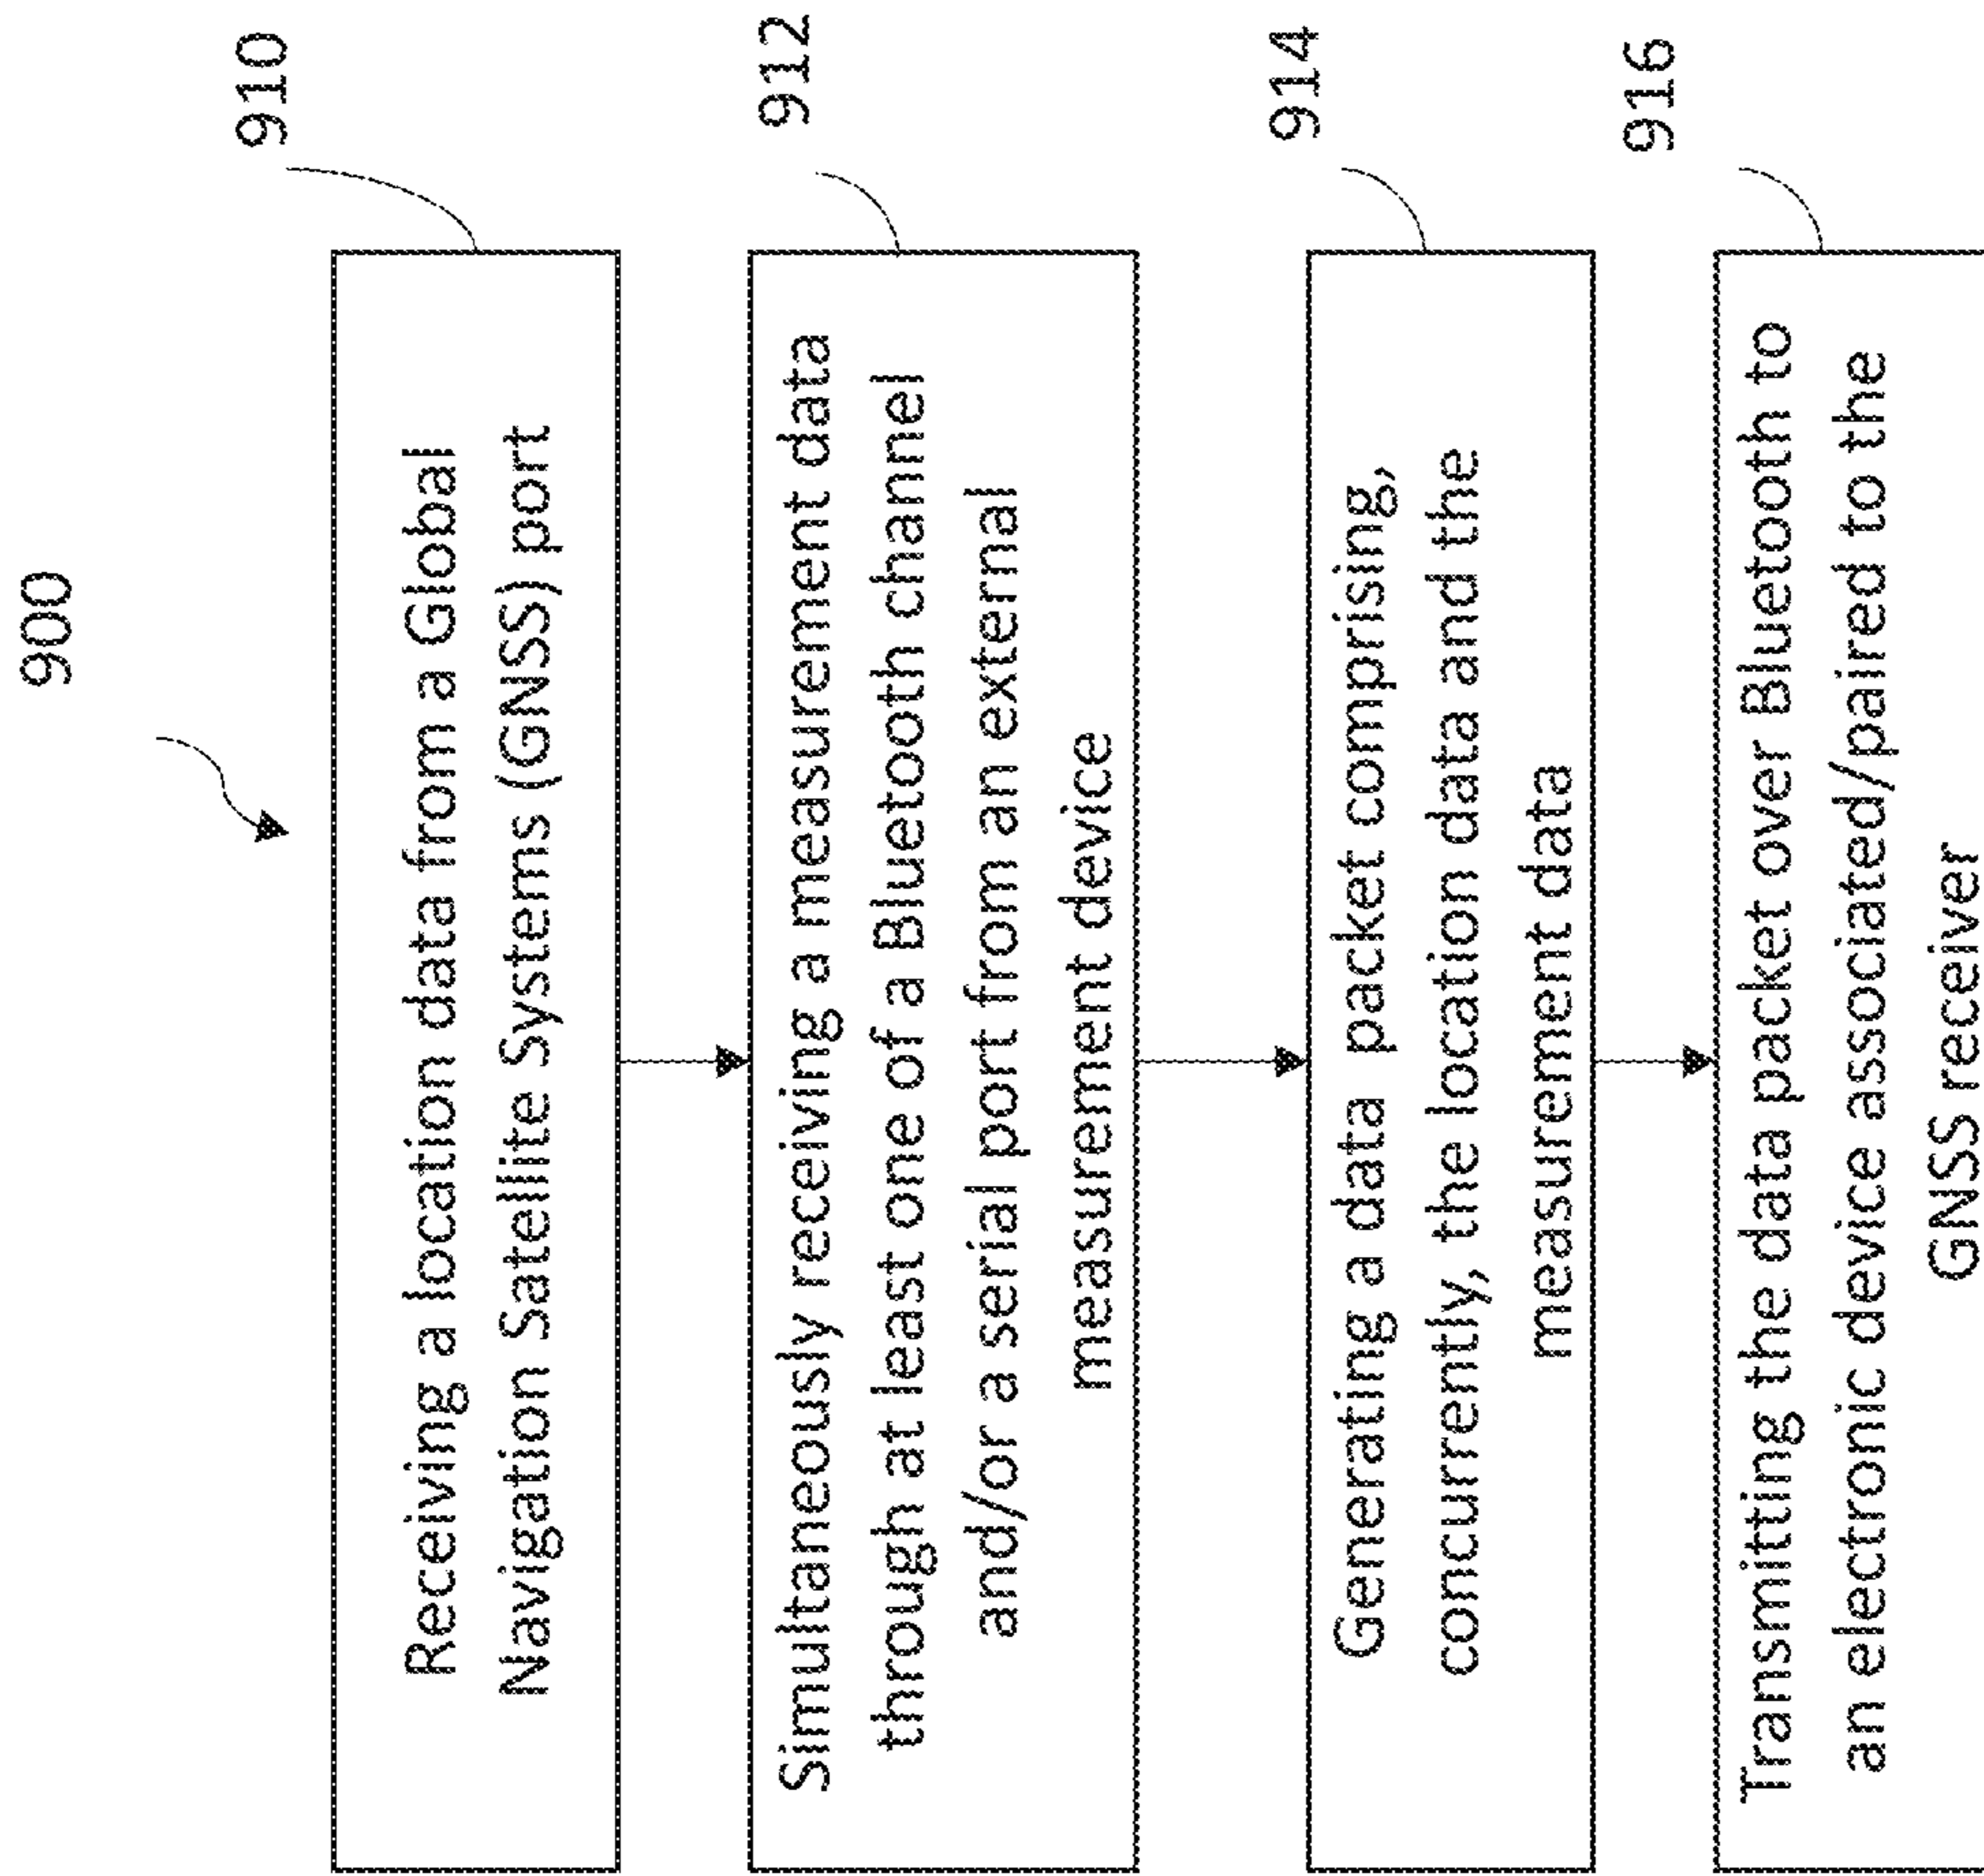 900
910
Receiving a location data from a Global
Navigation Satellite Systems (GNSS) port
912
Simultaneously receiving a measurement data
through at least one of a Bluetooth channel
and/or a serial port from an external
measurement device
914
Generating a data packet comprising,
concurrently, the location data and the
measurement data
916
Transmitting the data packet over Bluetooth to
an electronic device associated/paired to the
GNSS receiver